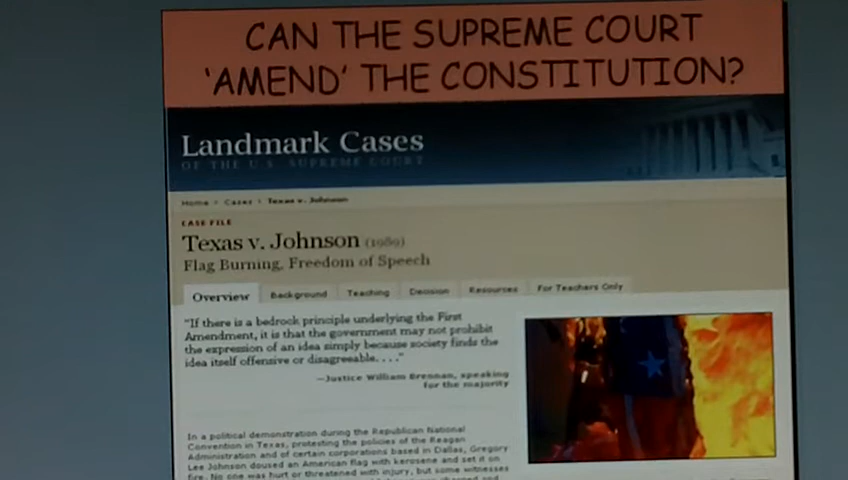 CAN THE SUPREME COURT
'AMEND' THE CONSTITUTION?
Landmark Cases
OF THE U.S. SUPREME COURT
Home > Cases > Texas v. Johnson
CASE FILE
Texas v. Johnson (1989)
Flag Burning, Freedom of Speech
Overview Background Teaching Decision Resources For Teachers Only
"If there is a bedrock principle underlying the First
Amendment, it is that the government may not prohibit
the expression of an idea simply because society finds the
idea itself offensive or disagreeable. . . ."
—Justice William Brennan, speaking
for the majority
In a political demonstration during the Republican National
Convention in Texas, protesting the policies of the Reagan
Administration and of certain corporations based in Dallas, Gregory
Lee Johnson doused an American flag with kerosene and set it on
fire. No one was hurt or threatened with injury, but some witnesses